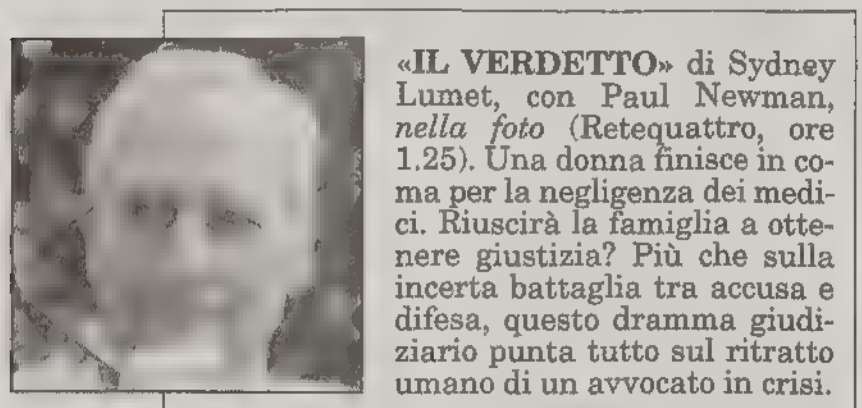 «IL VERDETTO» di Sydney
Lumet, con Paul Newman,
nella foto (Retequattro, ore
1.25). Una donna finisce in co-
ma per la negligenza dei medi-
ci. Riuscirà la famiglia a otte-
nere giustizia? Più che sulla
incerta battaglia tra accusa e
difesa, questo dramma giudi-
ziario punta tutto sul ritratto
umano di un avvocato in crisi.